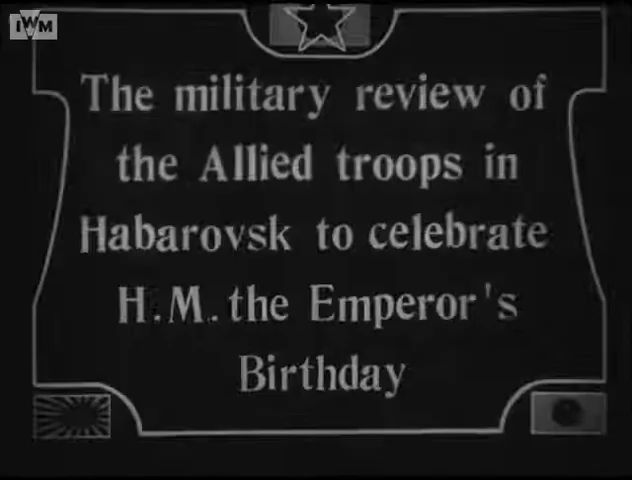 IWM
The military review of
the Allied troops in
Habarovsk to celebrate
H.M. the Emperor's
Birthday